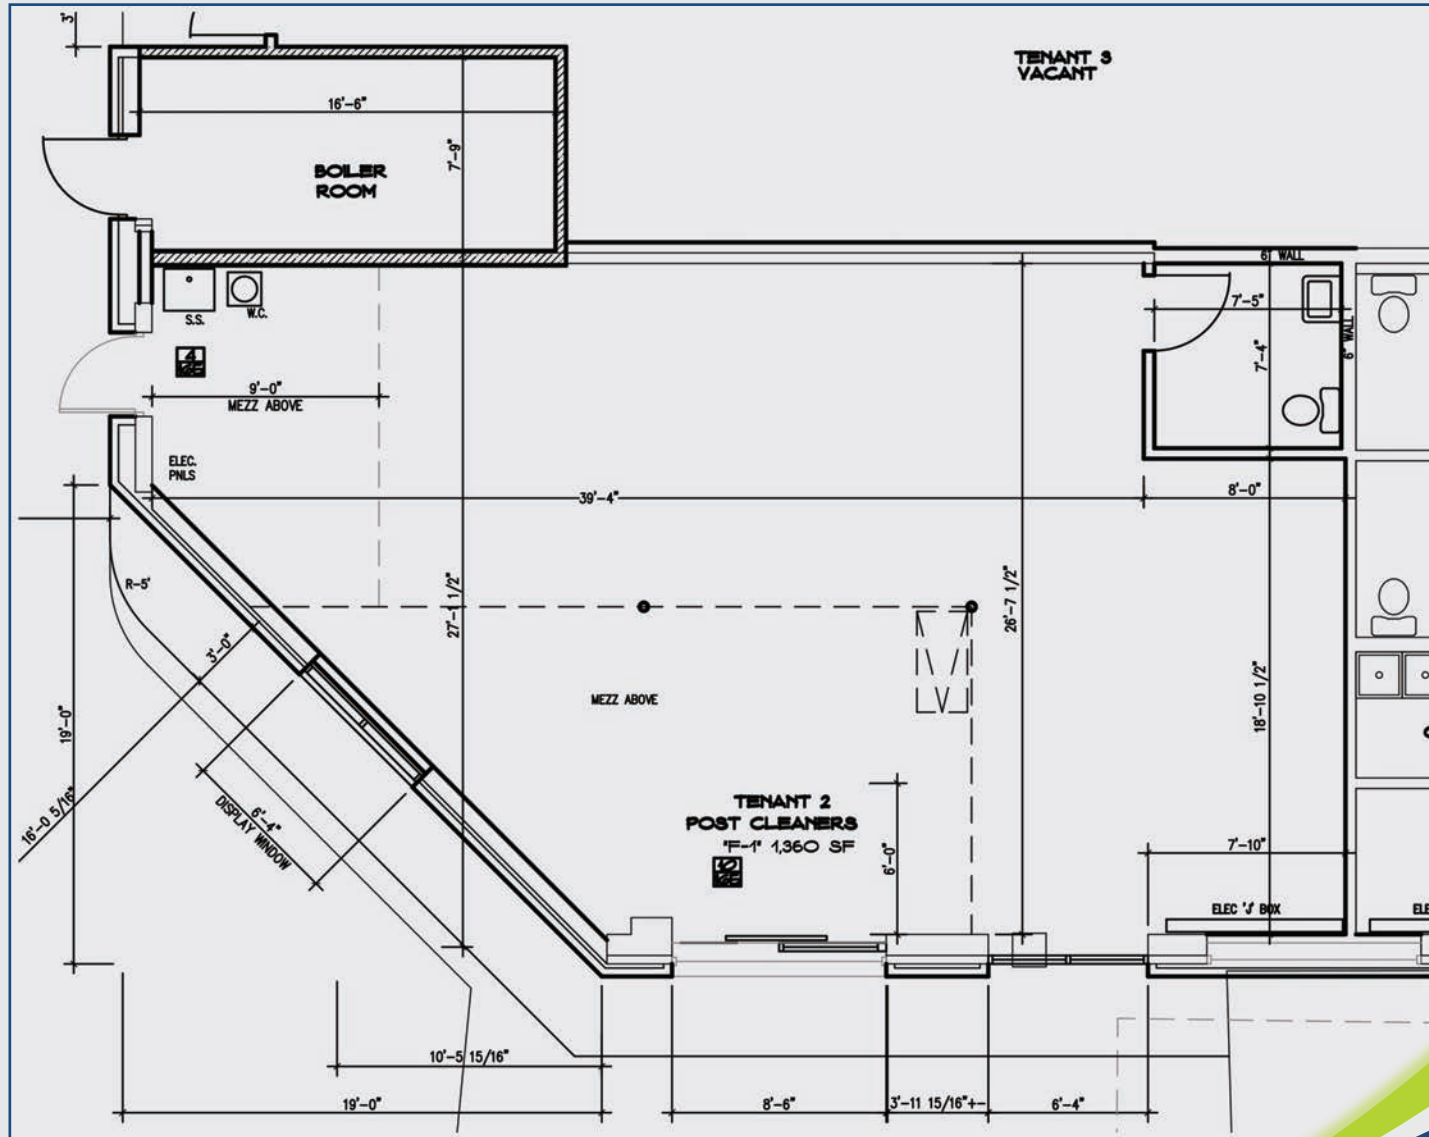 3'
TENANT 3
VACANT
16'-6"
7'-9"
BOILER
ROOM
6" WALL
S.S.
W.C.
7'-5"
6" WALL
7'-4"
4
9'-0"
MEZZ ABOVE
ELEC.
PNLS
39'-4"
8'-0"
R-5'
27'-1 1/2"
26'-7 1/2"
3'-0"
MEZZ ABOVE
18'-10 1/2"
19'-0"
16'-0 5/16"
6'-4"
DISPLAY WINDOW
TENANT 2
POST CLEANERS
"F-1" 1,360 SF
6'-0"
7'-10"
ELEC 'J' BOX
ELE
10'-5 15/16"
19'-0"
8'-6"
3'-11 15/16"+-
6'-4"